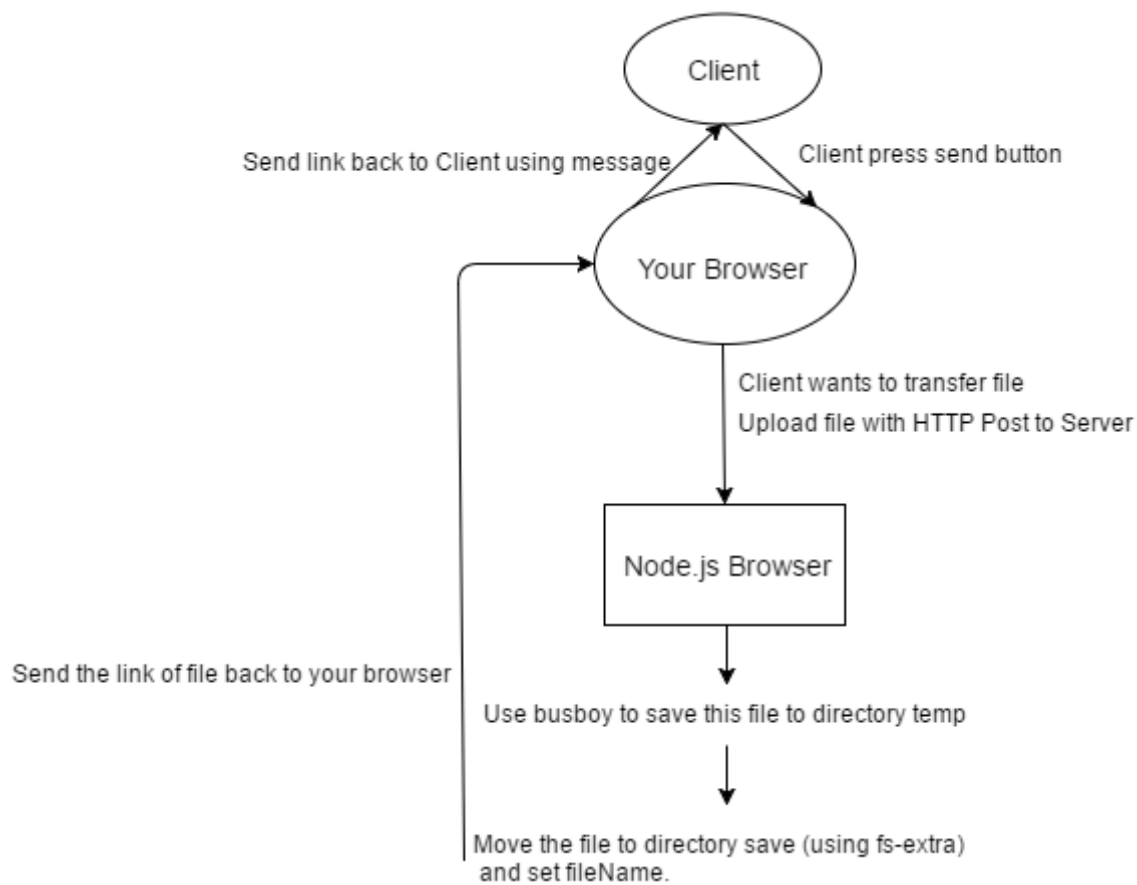 Client
Send link back to Client using message
Client press send button
Your Browser
Client wants to transfer file
Upload file with HTTP Post to Server
Node.js Browser
Send the link of file back to your browser
Use busboy to save this file to directory temp
Move the file to directory save (using fs-extra)
and set fileName.